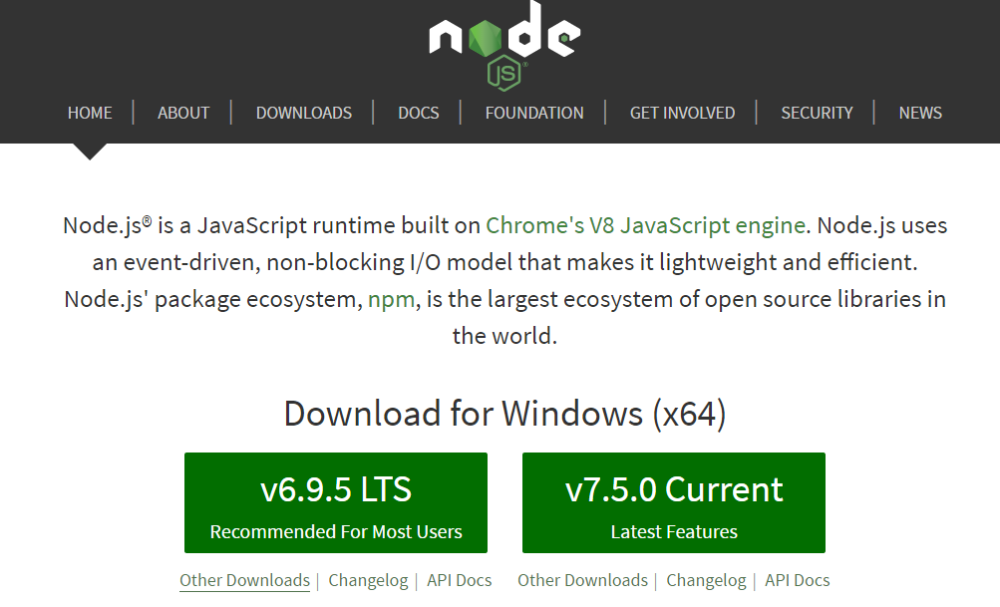 node
JS®
HOME | ABOUT | DOWNLOADS | DOCS | FOUNDATION | GET INVOLVED | SECURITY | NEWS
Node.js® is a JavaScript runtime built on Chrome's V8 JavaScript engine. Node.js uses
an event-driven, non-blocking I/O model that makes it lightweight and efficient.
Node.js' package ecosystem, npm, is the largest ecosystem of open source libraries in
the world.
Download for Windows (x64)
v6.9.5 LTS
Recommended For Most Users
v7.5.0 Current
Latest Features
Other Downloads | Changelog | API Docs
Other Downloads | Changelog | API Docs